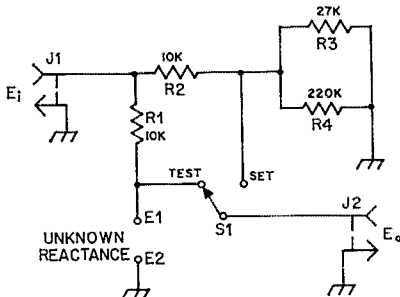 27K
R3
J1
10K
R2
220K
R4
Ei
R1
10K
TEST
SET
J2
E1
S1
Eo
UNKNOWN
REACTANCE
E2